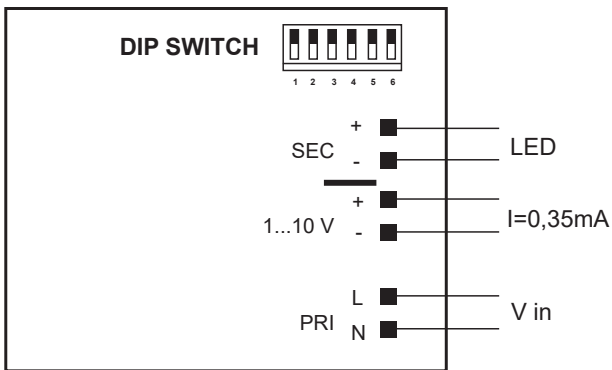 DIP SWITCH
1 2 3 4 5 6
+
SEC
-
LED
+
1...10 V
-
I=0,35mA
L
PRI
N
V in